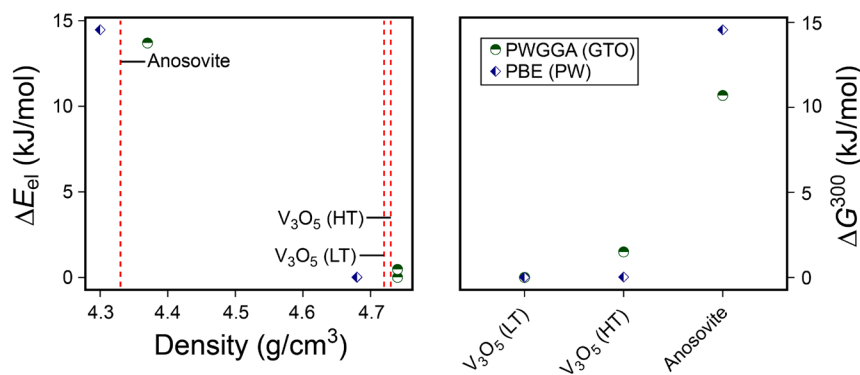 15
10
5
0
ΔE_el (kJ/mol)
Anosovite
V₃O₅ (HT)
V₃O₅ (LT)
4.3 4.4 4.5 4.6 4.7
Density (g/cm³)
PWGGA (GTO)
PBE (PW)
15
10
5
0
ΔG³⁰⁰ (kJ/mol)
V₃O₅ (LT)
V₃O₅ (HT)
Anosovite